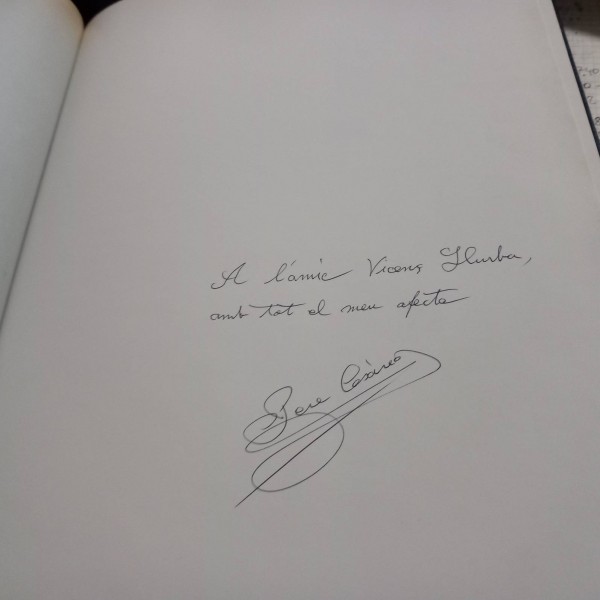 A l'amic Vicenç Llurba,
amb tot el meu afecte
Pere